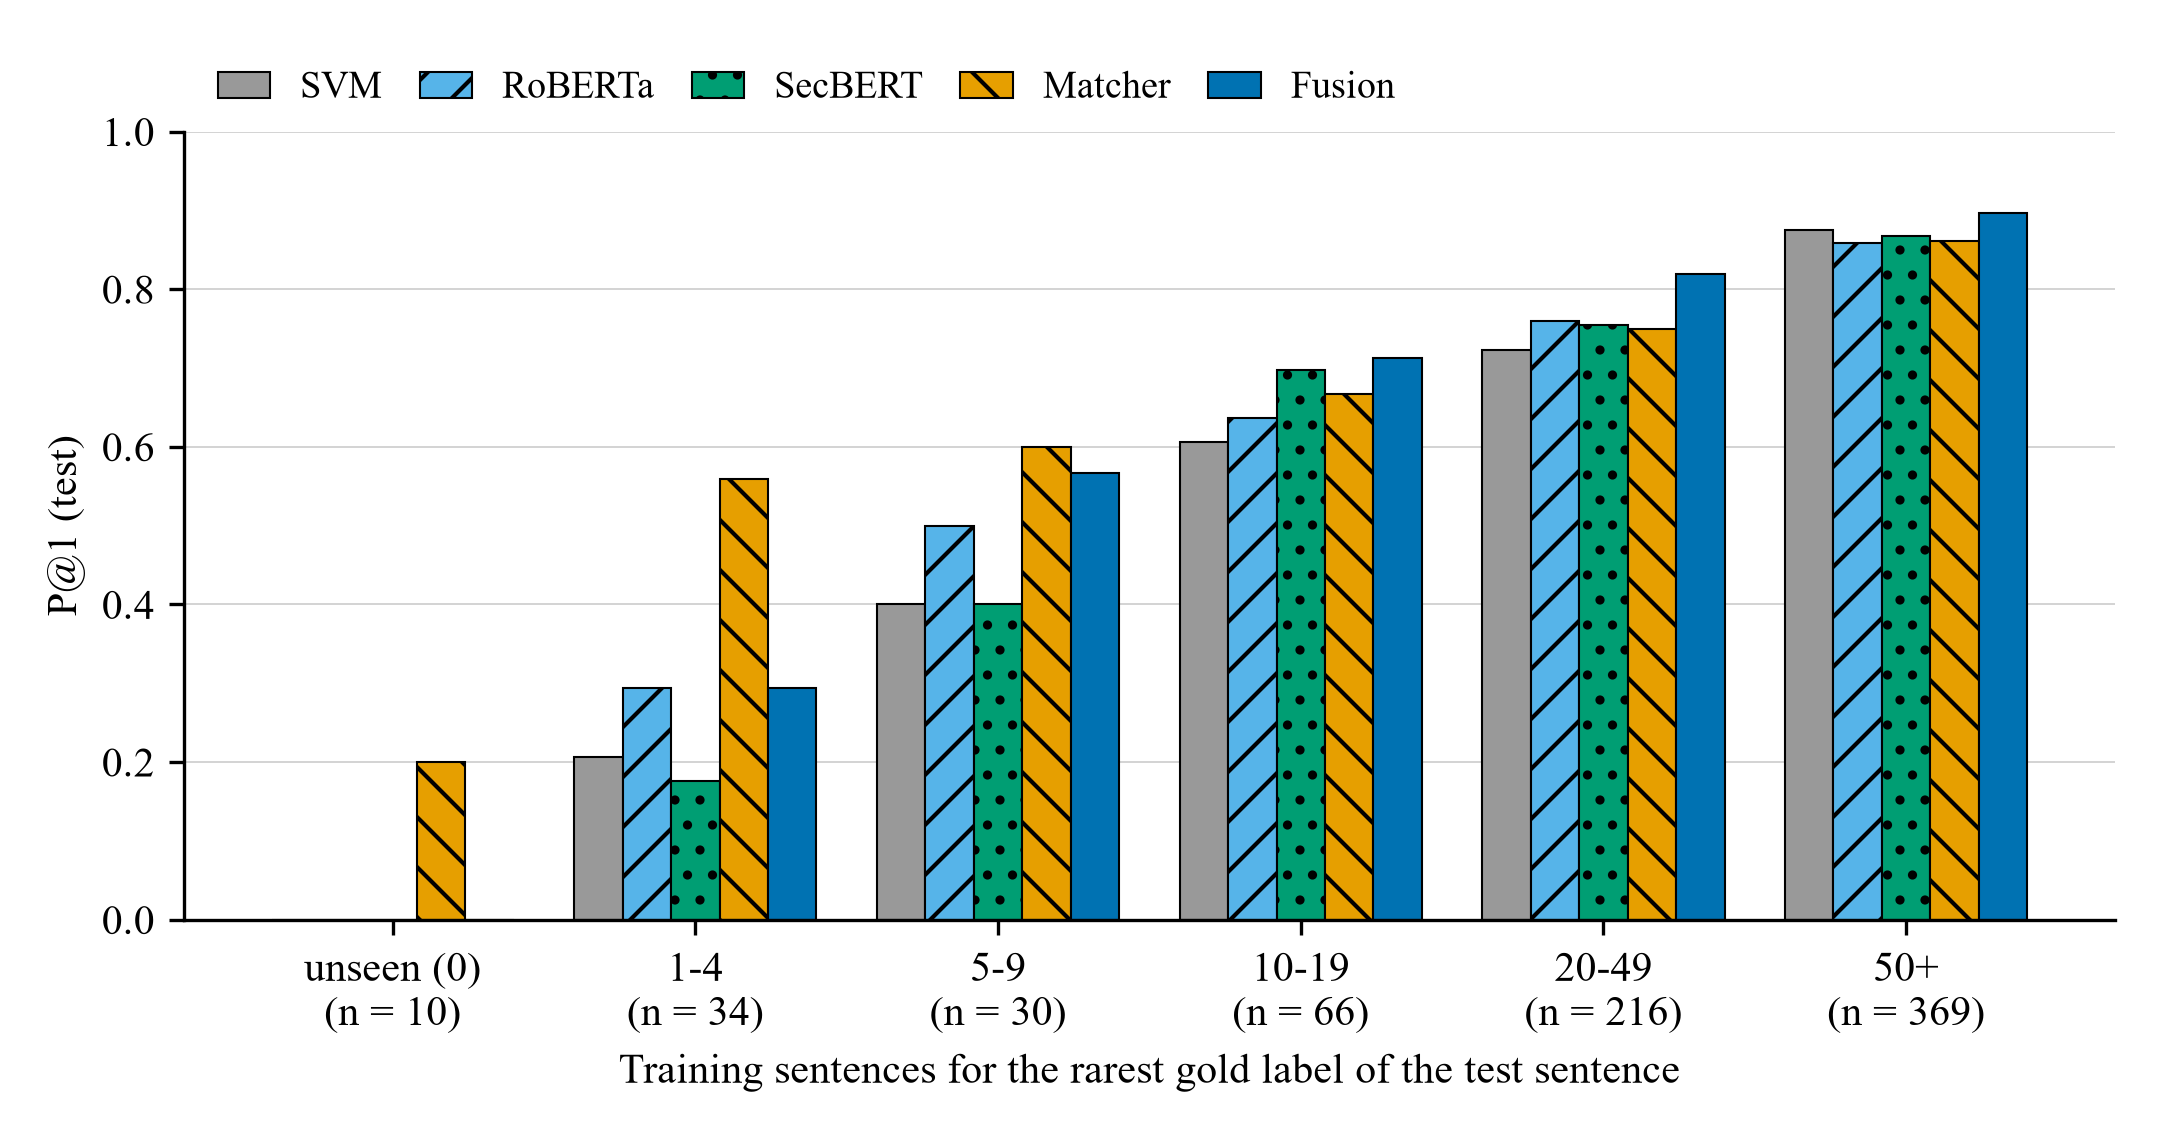 SVM RoBERTa SecBERT Matcher Fusion
1.0
0.8
0.6
0.4
0.2
0.0
P@1 (test)
unseen (0) 1-4 5-9 10-19 20-49 50+
(n = 10) (n = 34) (n = 30) (n = 66) (n = 216) (n = 369)
Training sentences for the rarest gold label of the test sentence